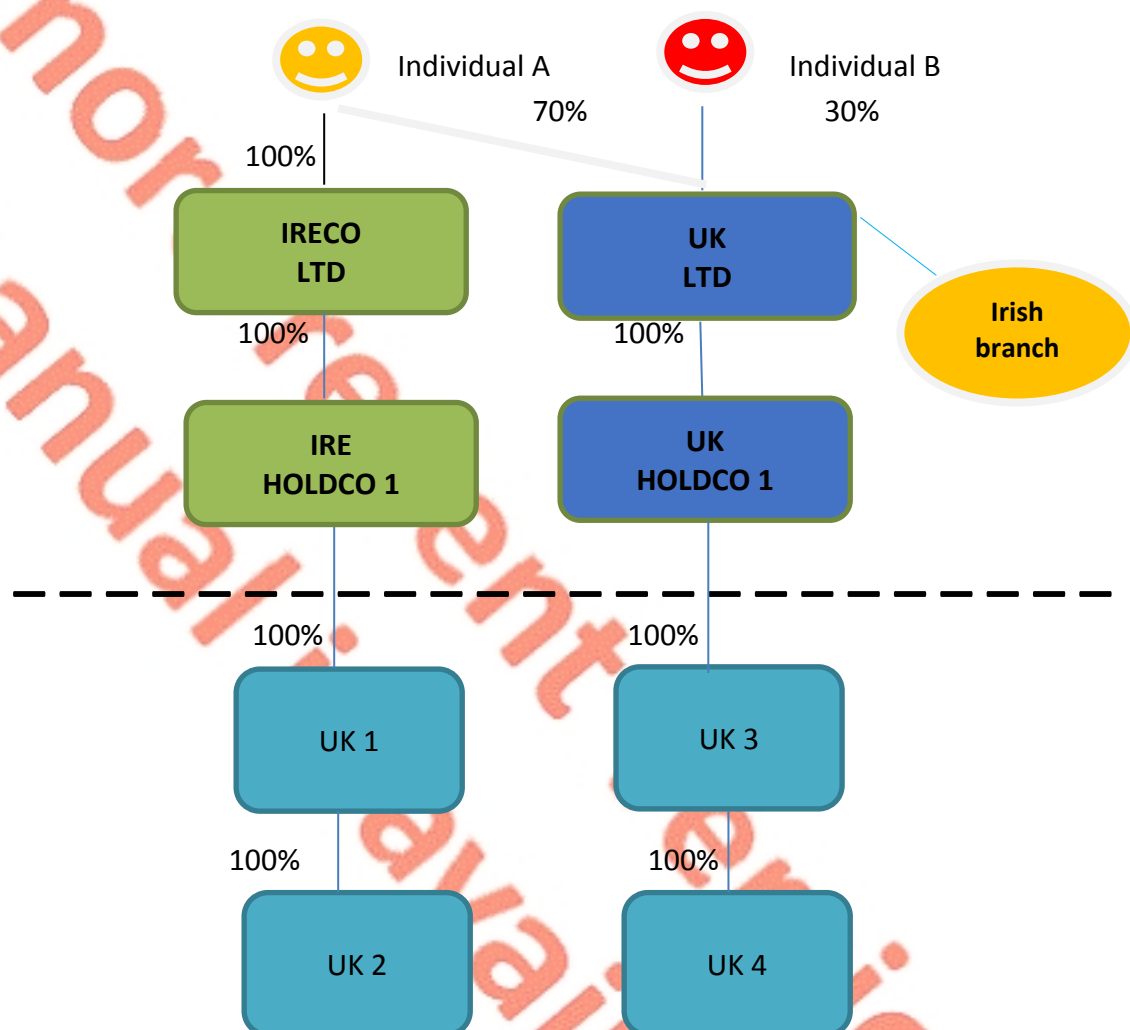 Individual A
Individual B
70%
30%
100%
IRECO
LTD
UK
LTD
Irish
branch
100%
100%
IRE
HOLDCO 1
UK
HOLDCO 1
100%
100%
UK 1
UK 3
100%
100%
UK 2
UK 4